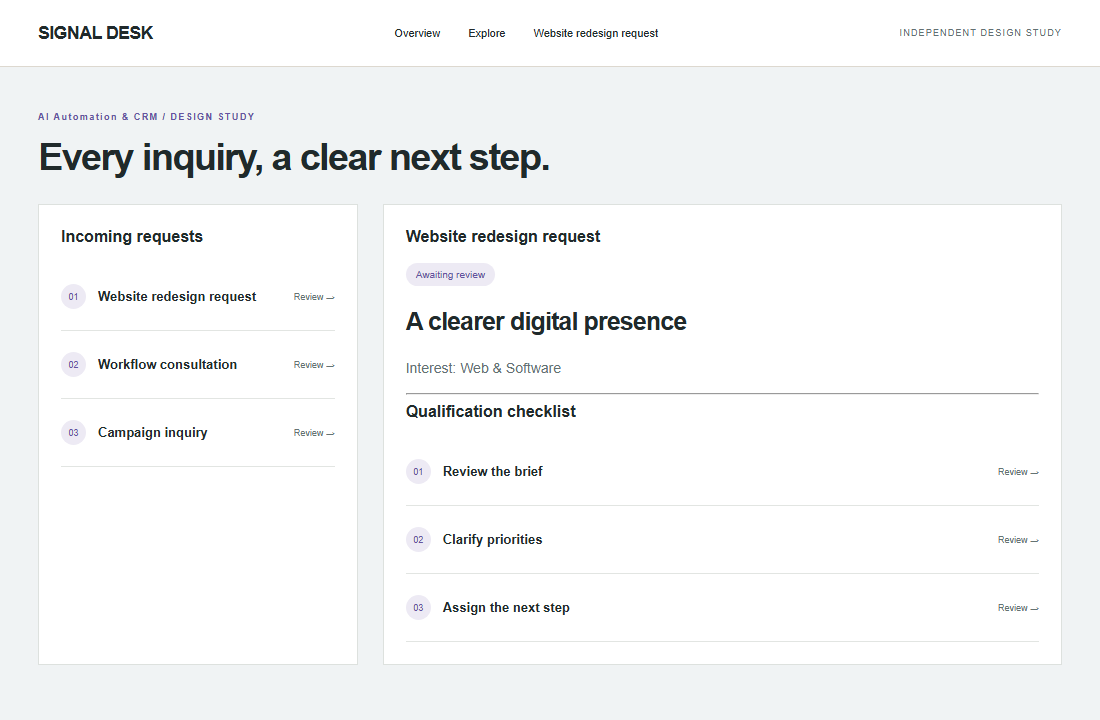 SIGNAL DESK
Overview
Explore
Website redesign request
INDEPENDENT DESIGN STUDY
AI Automation & CRM / DESIGN STUDY
Every inquiry, a clear next step.
Incoming requests
01 Website redesign request Review →
02 Workflow consultation Review →
03 Campaign inquiry Review →
Website redesign request
Awaiting review
A clearer digital presence
Interest: Web & Software
Qualification checklist
01 Review the brief Review →
02 Clarify priorities Review →
03 Assign the next step Review →